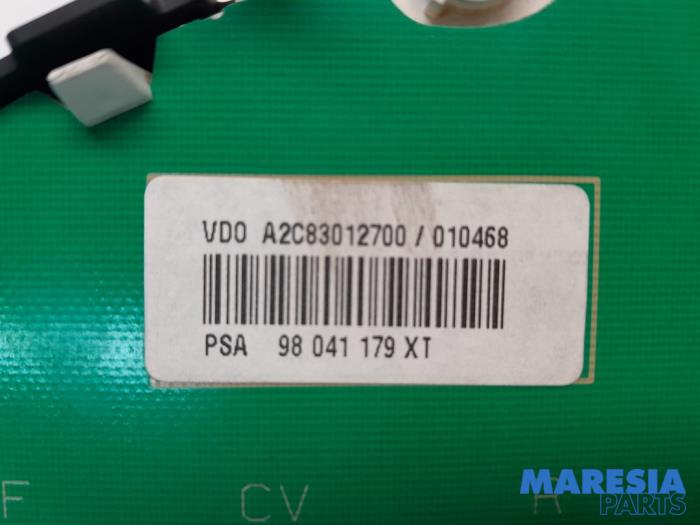 VDO A2C83012700 / 010468
PSA 98 041 179 XT
F CV A
MARESIA
PARTS